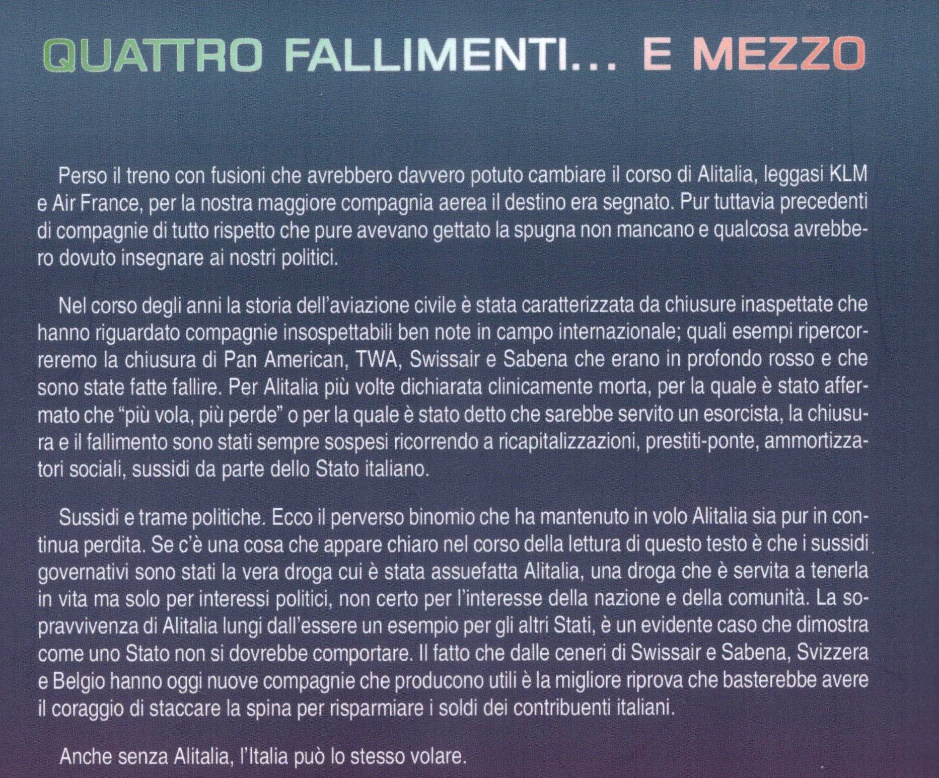 QUATTRO FALLIMENTI... E MEZZO
Perso il treno con fusioni che avrebbero davvero potuto cambiare il corso di Alitalia, leggasi KLM
e Air France, per la nostra maggiore compagnia aerea il destino era segnato. Pur tuttavia precedenti
di compagnie di tutto rispetto che pure avevano gettato la spugna non mancano e qualcosa avrebbe-
ro dovuto insegnare ai nostri politici.
Nel corso degli anni la storia dell'aviazione civile è stata caratterizzata da chiusure inaspettate che
hanno riguardato compagnie insospettabili ben note in campo internazionale; quali esempi ripercor-
reremo la chiusura di Pan American, TWA, Swissair e Sabena che erano in profondo rosso e che
sono state fatte fallire. Per Alitalia più volte dichiarata clinicamente morta, per la quale è stato affer-
mato che “più vola, più perde” o per la quale è stato detto che sarebbe servito un esorcista, la chiusu-
ra e il fallimento sono stati sempre sospesi ricorrendo a ricapitalizzazioni, prestiti-ponte, ammortizza-
tori sociali, sussidi da parte dello Stato italiano.
Sussidi e trame politiche. Ecco il perverso binomio che ha mantenuto in volo Alitalia sia pur in con-
tinua perdita. Se c'è una cosa che appare chiaro nel corso della lettura di questo testo è che i sussidi
governativi sono stati la vera droga cui è stata assuefatta Alitalia, una droga che è servita a tenerla
in vita ma solo per interessi politici, non certo per l'interesse della nazione e della comunità. La so-
pravvivenza di Alitalia lungi dall'essere un esempio per gli altri Stati, è un evidente caso che dimostra
come uno Stato non si dovrebbe comportare. Il fatto che dalle ceneri di Swissair e Sabena, Svizzera
e Belgio hanno oggi nuove compagnie che producono utili è la migliore riprova che basterebbe avere
il coraggio di staccare la spina per risparmiare i soldi dei contribuenti italiani.
Anche senza Alitalia, l'Italia può lo stesso volare.